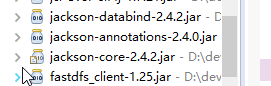 jackson-databind-2.4.2.jar - D:\de
jackson-annotations-2.4.0.jar -
jackson-core-2.4.2.jar - D:\dev
fastdfs_client-1.25.jar - D:\dev